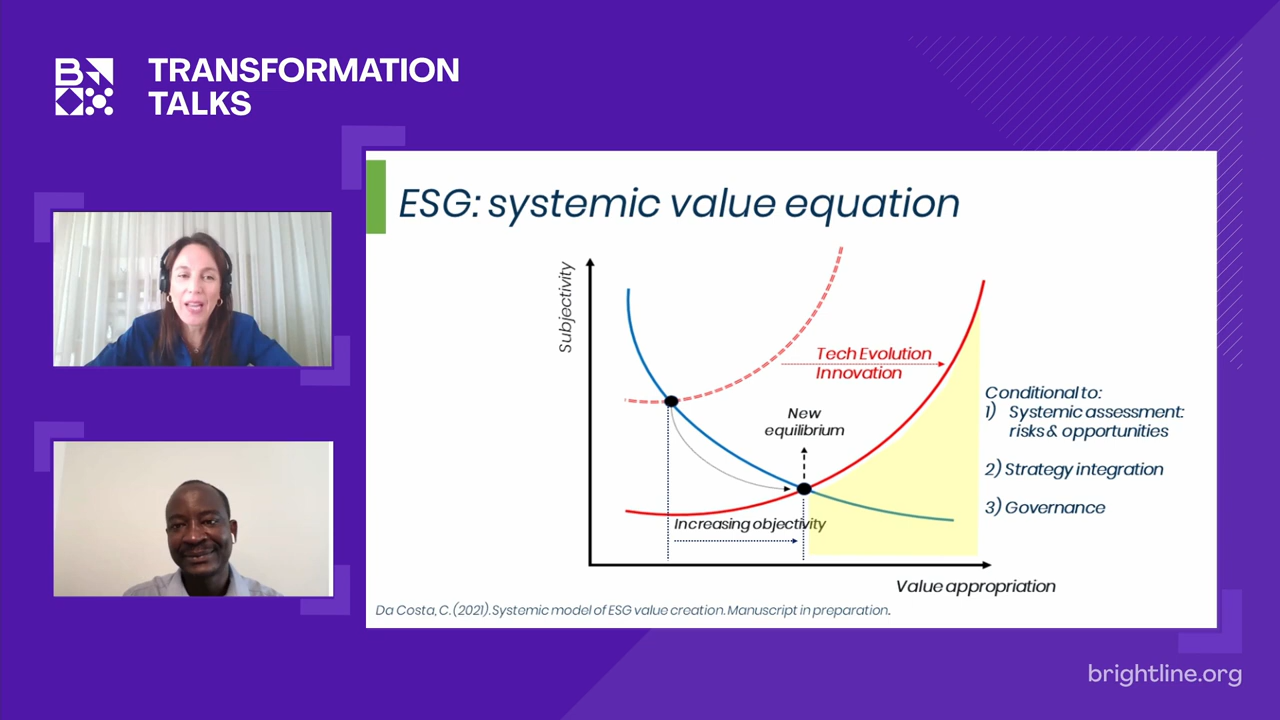 TRANSFORMATION
TALKS
ESG: systemic value equation
Subjectivity
Tech Evolution
Innovation
New
equilibrium
Increasing objectivity
Value appropriation
Conditional to:
1) Systemic assessment:
risks & opportunities
2) Strategy integration
3) Governance
Da Costa, C. (2021). Systemic model of ESG value creation. Manuscript in preparation.
brightline.org